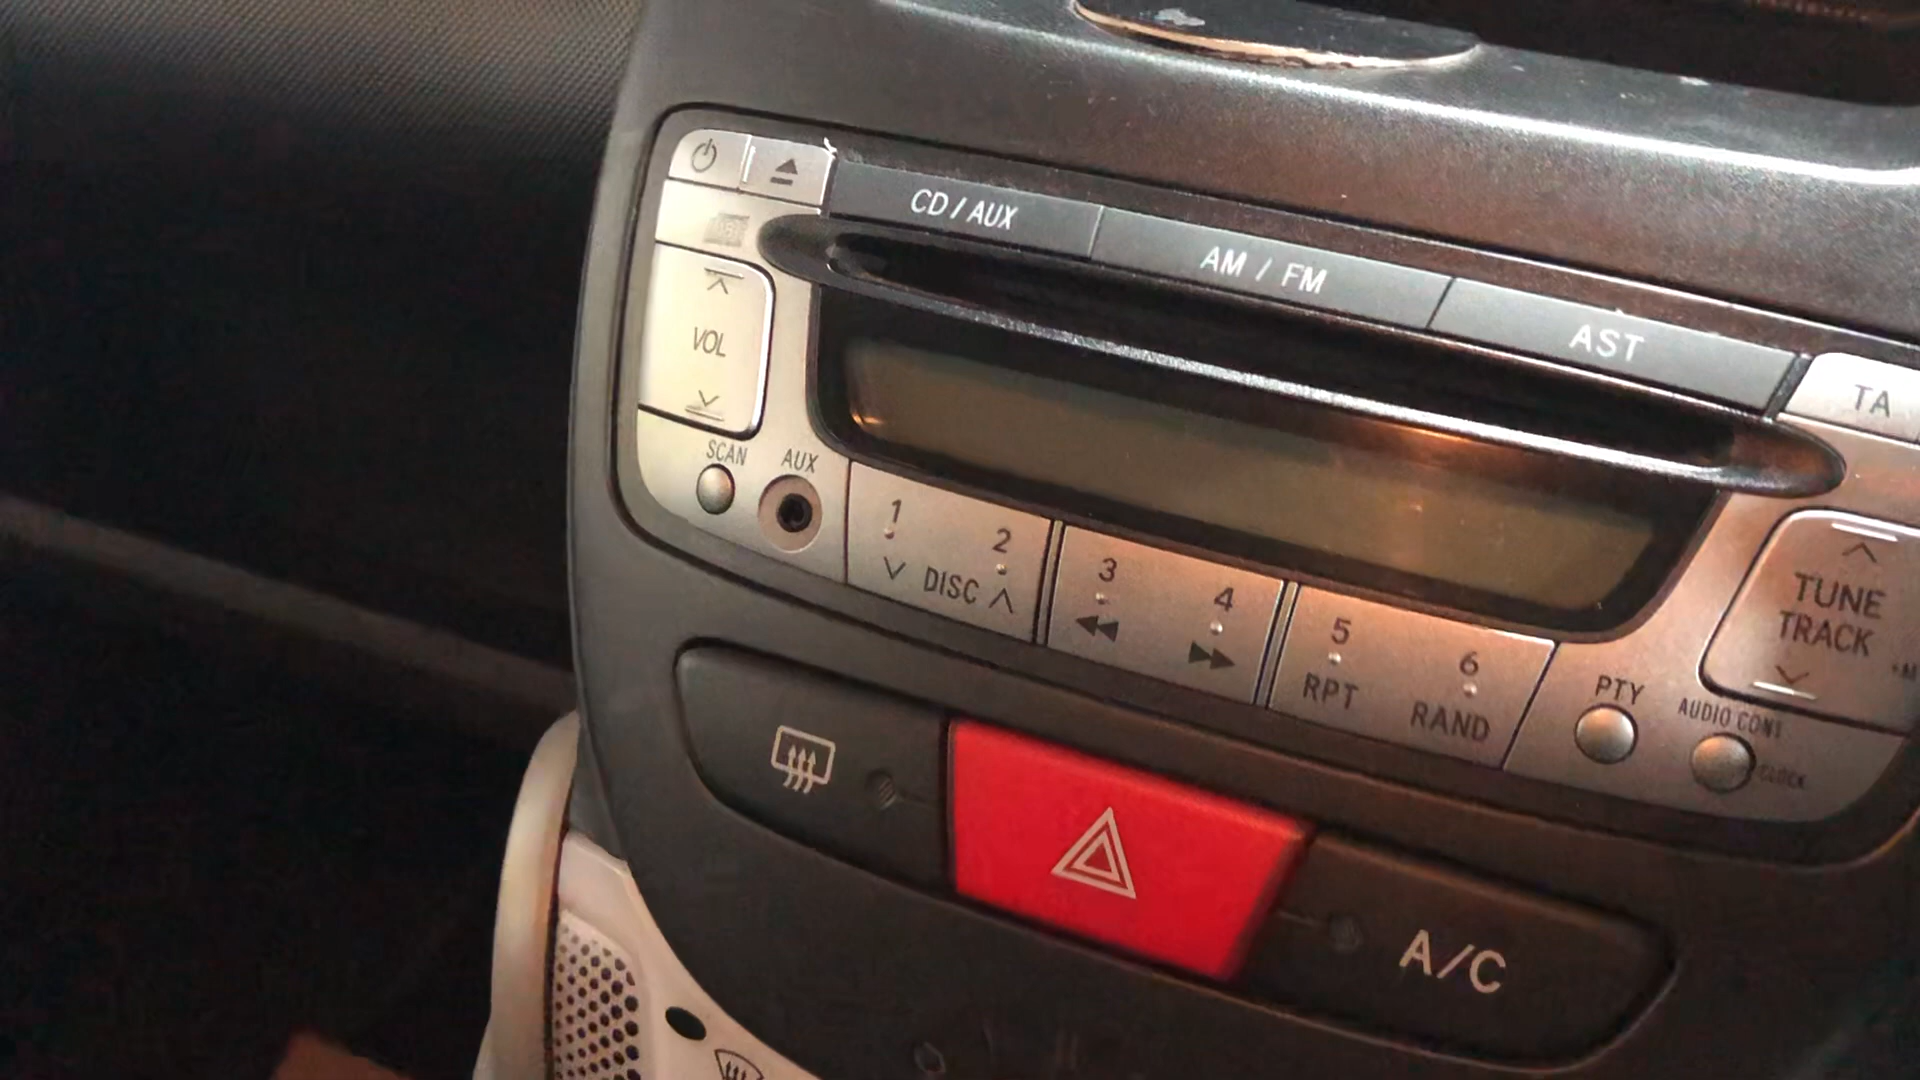 CD / AUX
AM / FM
AST
TA
VOL
SCAN
AUX
1
2
DISC
3
4
5
RPT
6
RAND
TUNE
TRACK
PTY
AUDIO CONT
CLOCK
A/C